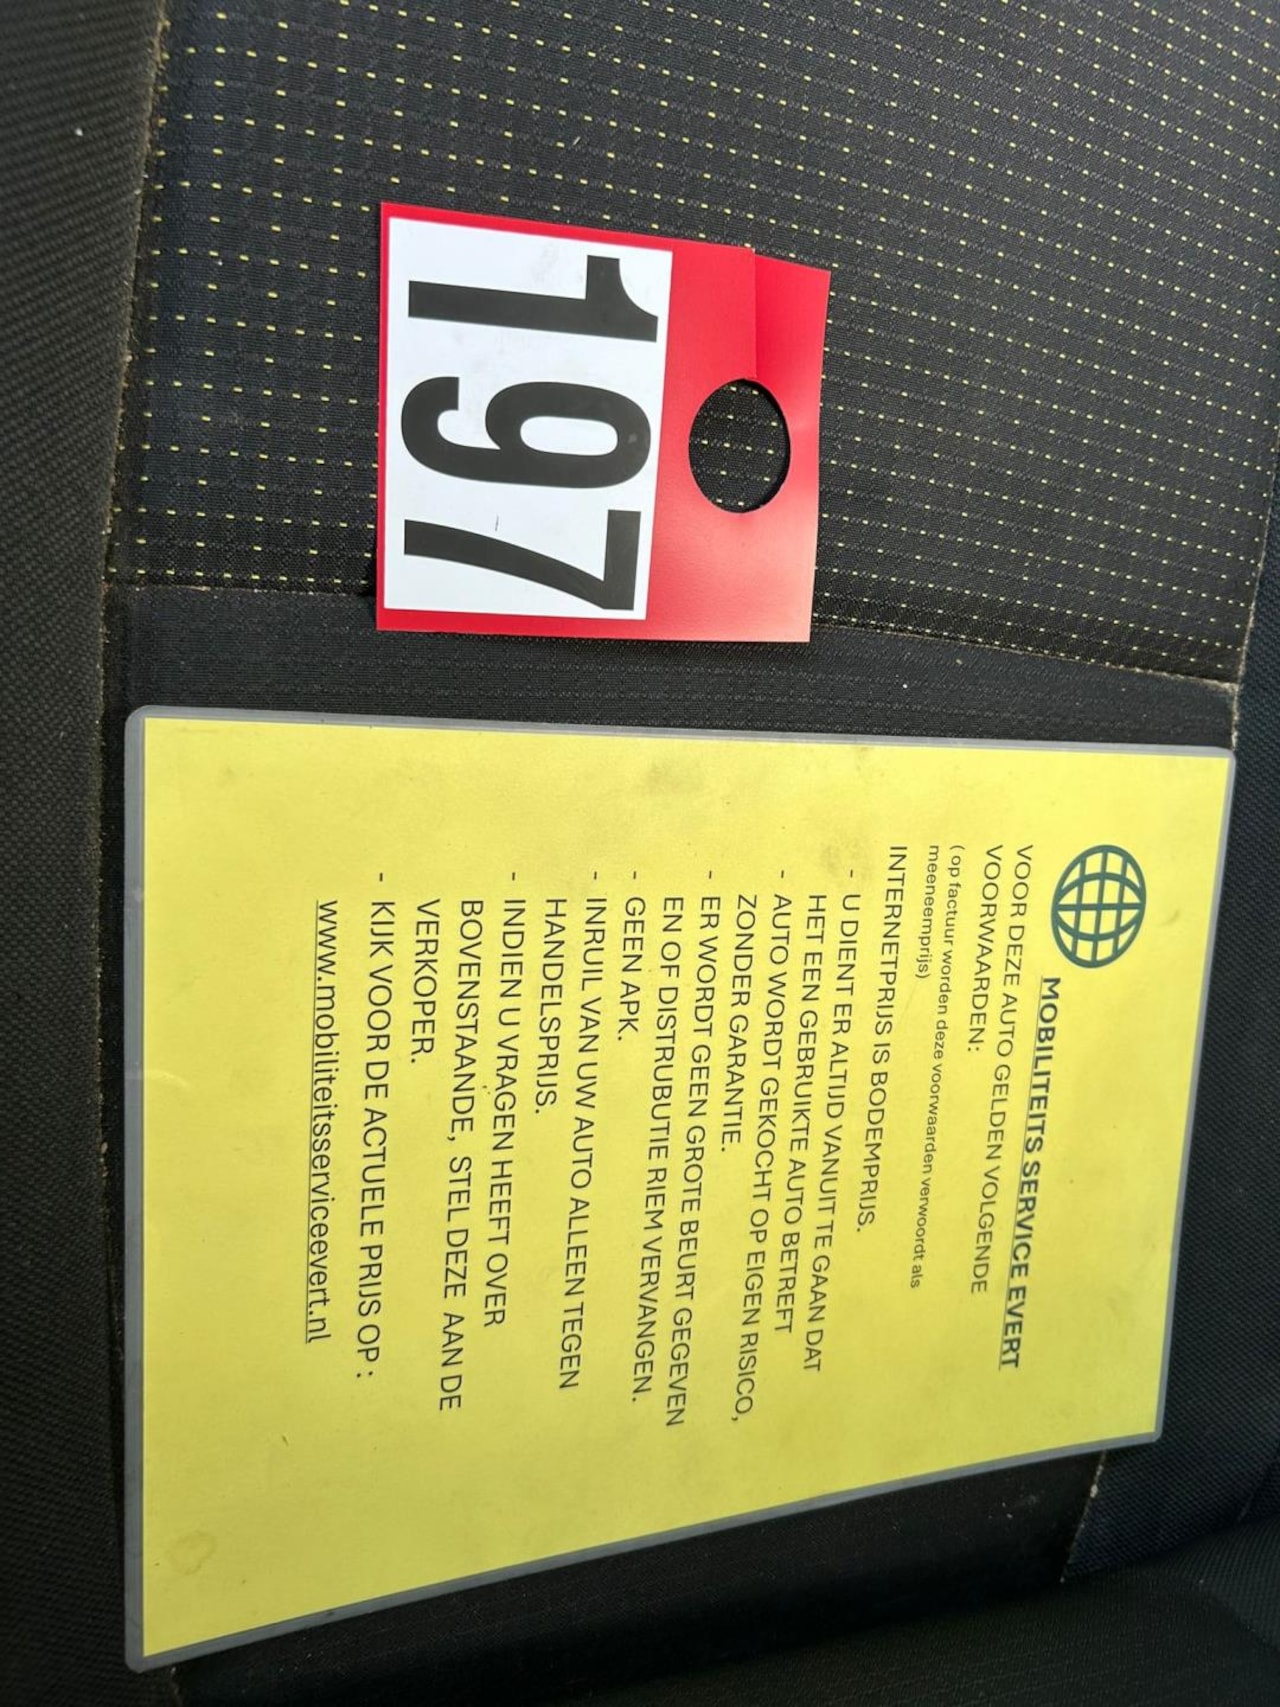 197
MOBILITEITS SERVICE EVERT
VOOR DEZE AUTO GELDEN VOLGENDE
VOORWAARDEN:
( op factuur worden deze voorwaarden verwoordt als
meeneemprijs)
INTERNETPRIJS IS BODEMPRIJS.
- U DIENT ER ALTIJD VANUIT TE GAAN DAT
HET EEN GEBRUIKTE AUTO BETREFT
- AUTO WORDT GEKOCHT OP EIGEN RISICO,
ZONDER GARANTIE.
- ER WORDT GEEN GROTE BEURT GEGEVEN
EN OF DISTRUBUTIE RIEM VERVANGEN.
- GEEN APK.
- INRUIL VAN UW AUTO ALLEEN TEGEN
HANDELSPRIJS.
- INDIEN U VRAGEN HEEFT OVER
BOVENSTAANDE, STEL DEZE AAN DE
VERKOPER.
- KIJK VOOR DE ACTUELE PRIJS OP :
www.mobiliteitsserviceevert.nl